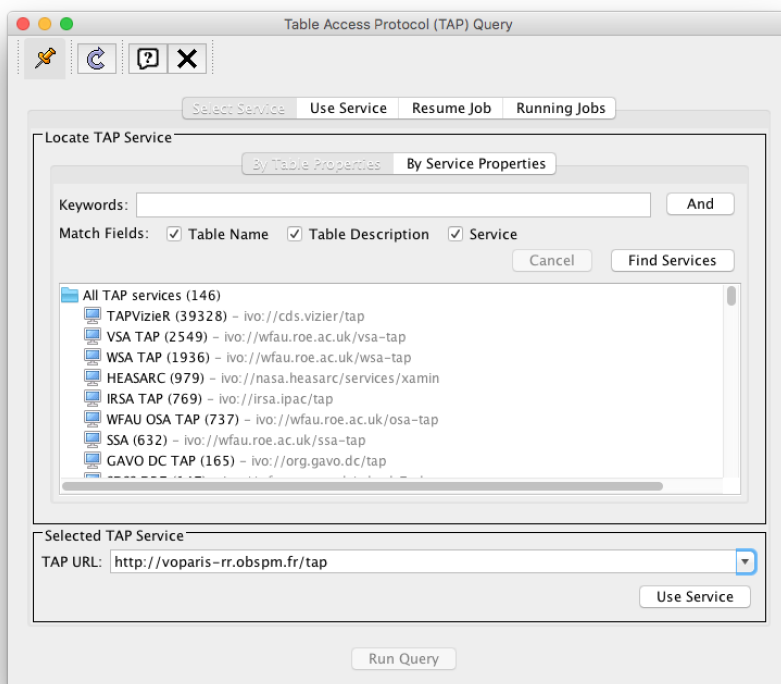 Table Access Protocol (TAP) Query
Select Service Use Service Resume Job Running Jobs
Locate TAP Service
By Table Properties By Service Properties
Keywords: And
Match Fields: Table Name Table Description Service
Cancel Find Services
All TAP services (146)
TAPVizieR (39328) – ivo://cds.vizier/tap
VSA TAP (2549) – ivo://wfau.roe.ac.uk/vsa-tap
WSA TAP (1936) – ivo://wfau.roe.ac.uk/wsa-tap
HEASARC (979) – ivo://nasa.heasarc/services/xamin
IRSA TAP (769) – ivo://irsa.ipac/tap
WFAU OSA TAP (737) – ivo://wfau.roe.ac.uk/osa-tap
SSA (632) – ivo://wfau.roe.ac.uk/ssa-tap
GAVO DC TAP (165) – ivo://org.gavo.dc/tap
Selected TAP Service
TAP URL: http://voparis-rr.obspm.fr/tap
Use Service
Run Query